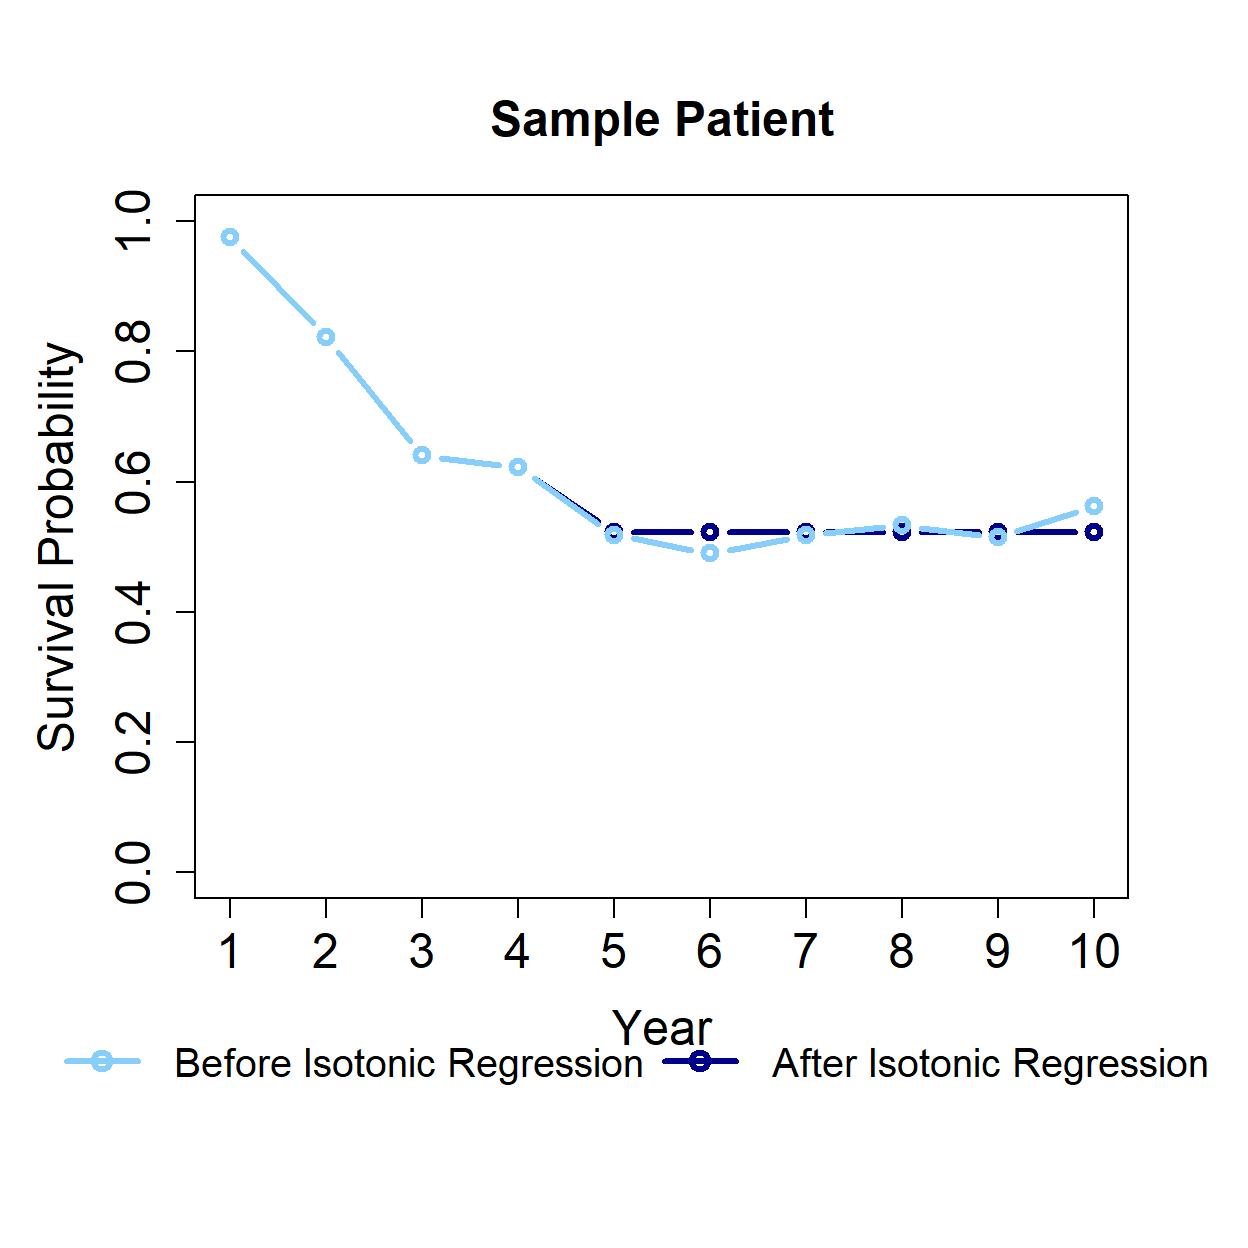 Sample Patient
Survival Probability
1.0
0.8
0.6
0.4
0.2
0.0
1 2 3 4 5 6 7 8 9 10
Year
Before Isotonic Regression After Isotonic Regression